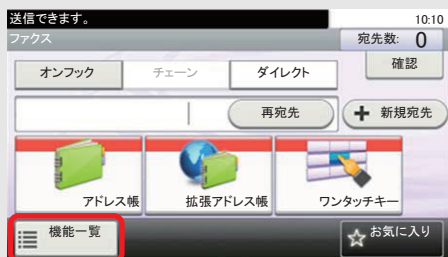 送信できます。
10:10
ファクス
宛先数: 0
オンフック
チェーン
ダイレクト
確認
再宛先
+ 新規宛先
アドレス帳
拡張アドレス帳
ワンタッチキー
機能一覧
お気に入り